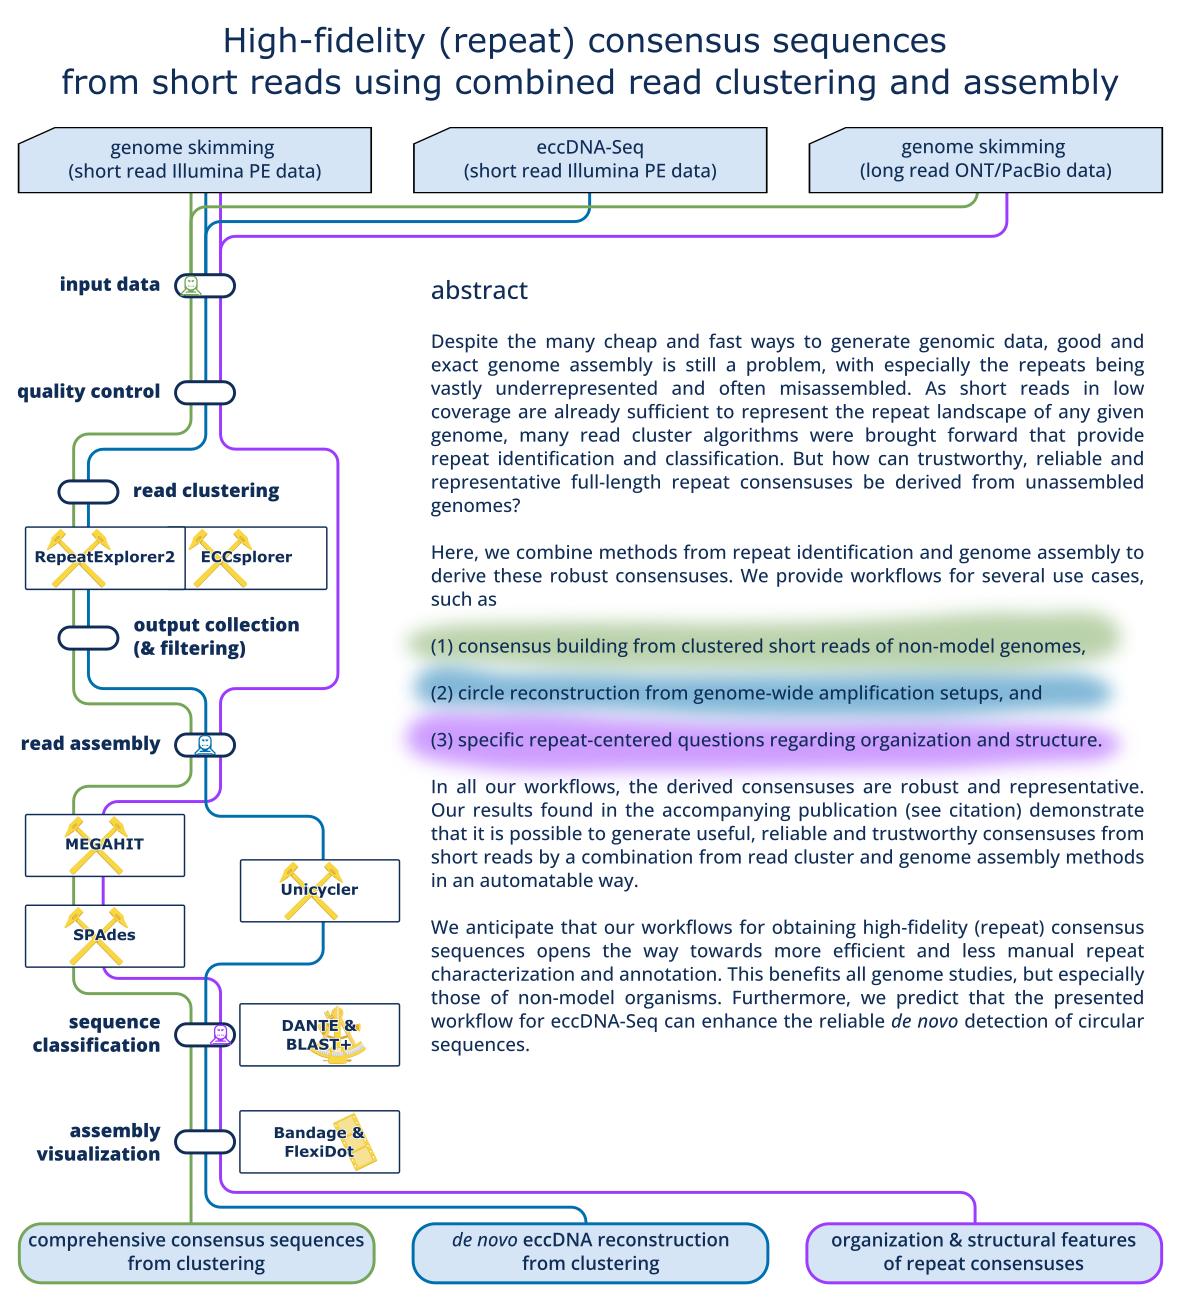 High-fidelity (repeat) consensus sequences
from short reads using combined read clustering and assembly
genome skimming
(short read Illumina PE data)
eccDNA-Seq
(short read Illumina PE data)
genome skimming
(long read ONT/PacBio data)
input data
quality control
read clustering
RepeatExplorer2
ECCsplorer
output collection
(& filtering)
read assembly
MEGAHIT
Unicycler
SPAdes
sequence
classification
DANTE &
BLAST+
assembly
visualization
Bandage &
FlexiDot
abstract
Despite the many cheap and fast ways to generate genomic data, good and
exact genome assembly is still a problem, with especially the repeats being
vastly underrepresented and often misassembled. As short reads in low
coverage are already sufficient to represent the repeat landscape of any given
genome, many read cluster algorithms were brought forward that provide
repeat identification and classification. But how can trustworthy, reliable and
representative full-length repeat consensuses be derived from unassembled
genomes?
Here, we combine methods from repeat identification and genome assembly to
derive these robust consensuses. We provide workflows for several use cases,
such as
(1) consensus building from clustered short reads of non-model genomes,
(2) circle reconstruction from genome-wide amplification setups, and
(3) specific repeat-centered questions regarding organization and structure.
In all our workflows, the derived consensuses are robust and representative.
Our results found in the accompanying publication (see citation) demonstrate
that it is possible to generate useful, reliable and trustworthy consensuses from
short reads by a combination from read cluster and genome assembly methods
in an automatable way.
We anticipate that our workflows for obtaining high-fidelity (repeat) consensus
sequences opens the way towards more efficient and less manual repeat
characterization and annotation. This benefits all genome studies, but especially
those of non-model organisms. Furthermore, we predict that the presented
workflow for eccDNA-Seq can enhance the reliable de novo detection of circular
sequences.
comprehensive consensus sequences
from clustering
de novo eccDNA reconstruction
from clustering
organization & structural features
of repeat consensuses